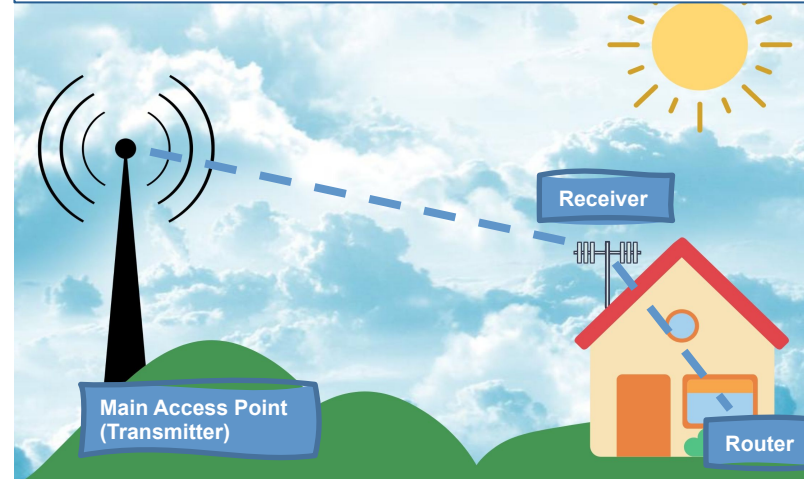 Receiver
Main Access Point
(Transmitter)
Router